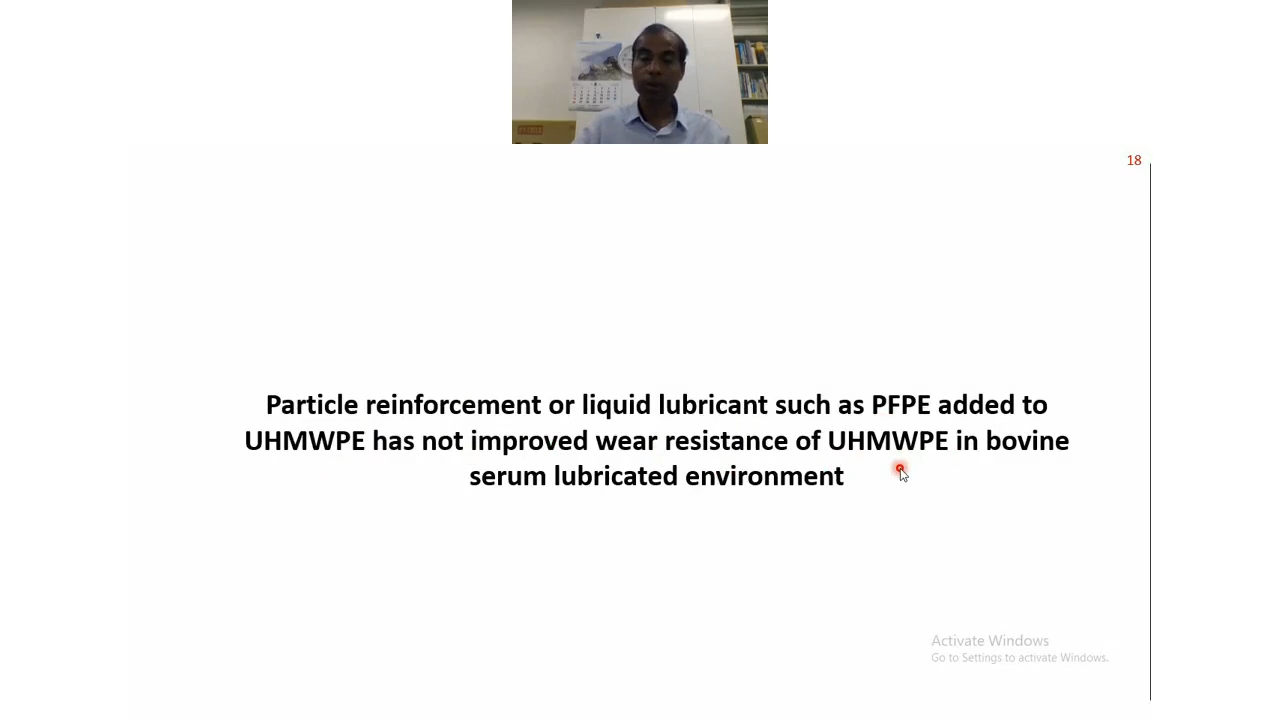 18
Particle reinforcement or liquid lubricant such as PFPE added to
UHMWPE has not improved wear resistance of UHMWPE in bovine
serum lubricated environment
Activate Windows
Go to Settings to activate Windows.